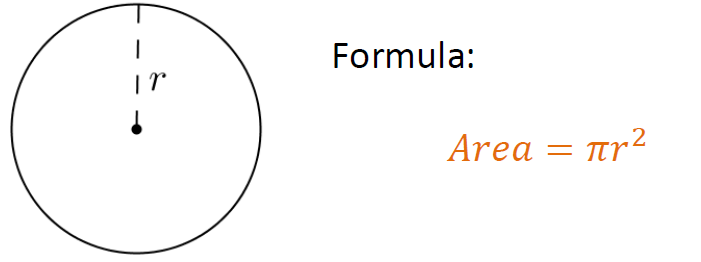 r
Formula:
Area = πr²